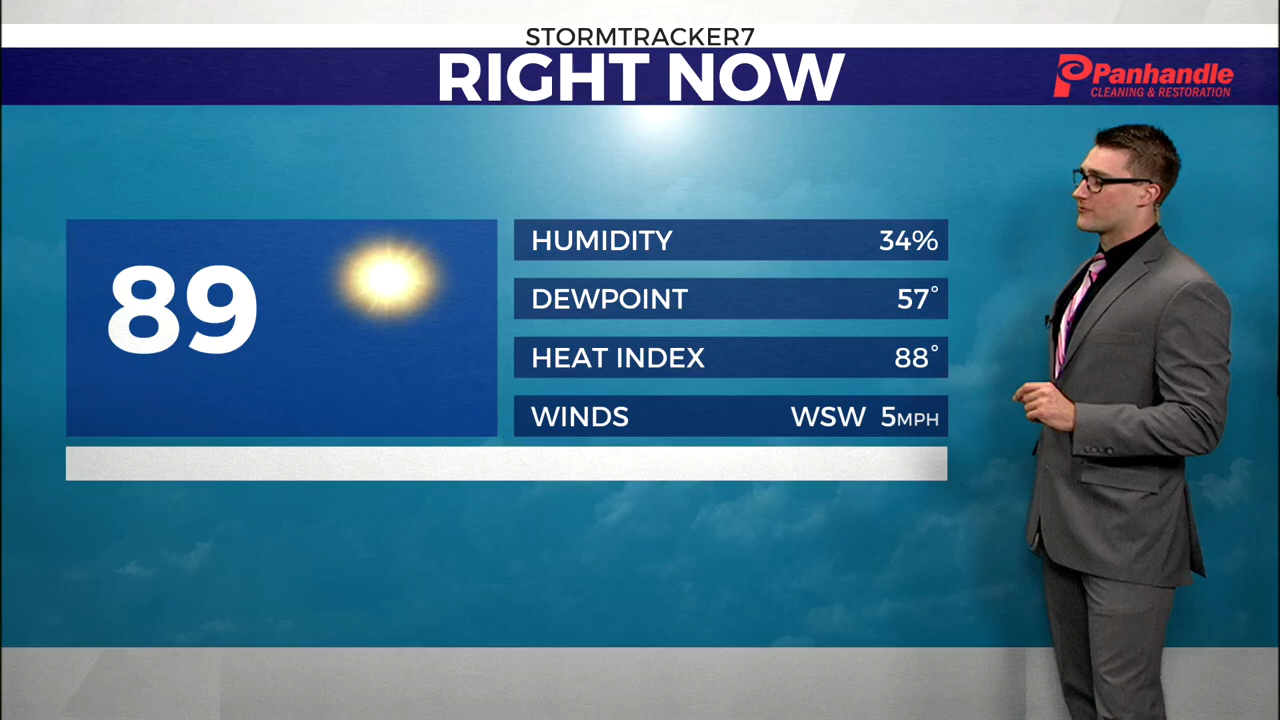 STORMTRACKER7
RIGHT NOW
Panhandle
CLEANING & RESTORATION
89
HUMIDITY 34%
DEWPOINT 57°
HEAT INDEX 88°
WINDS WSW 5MPH